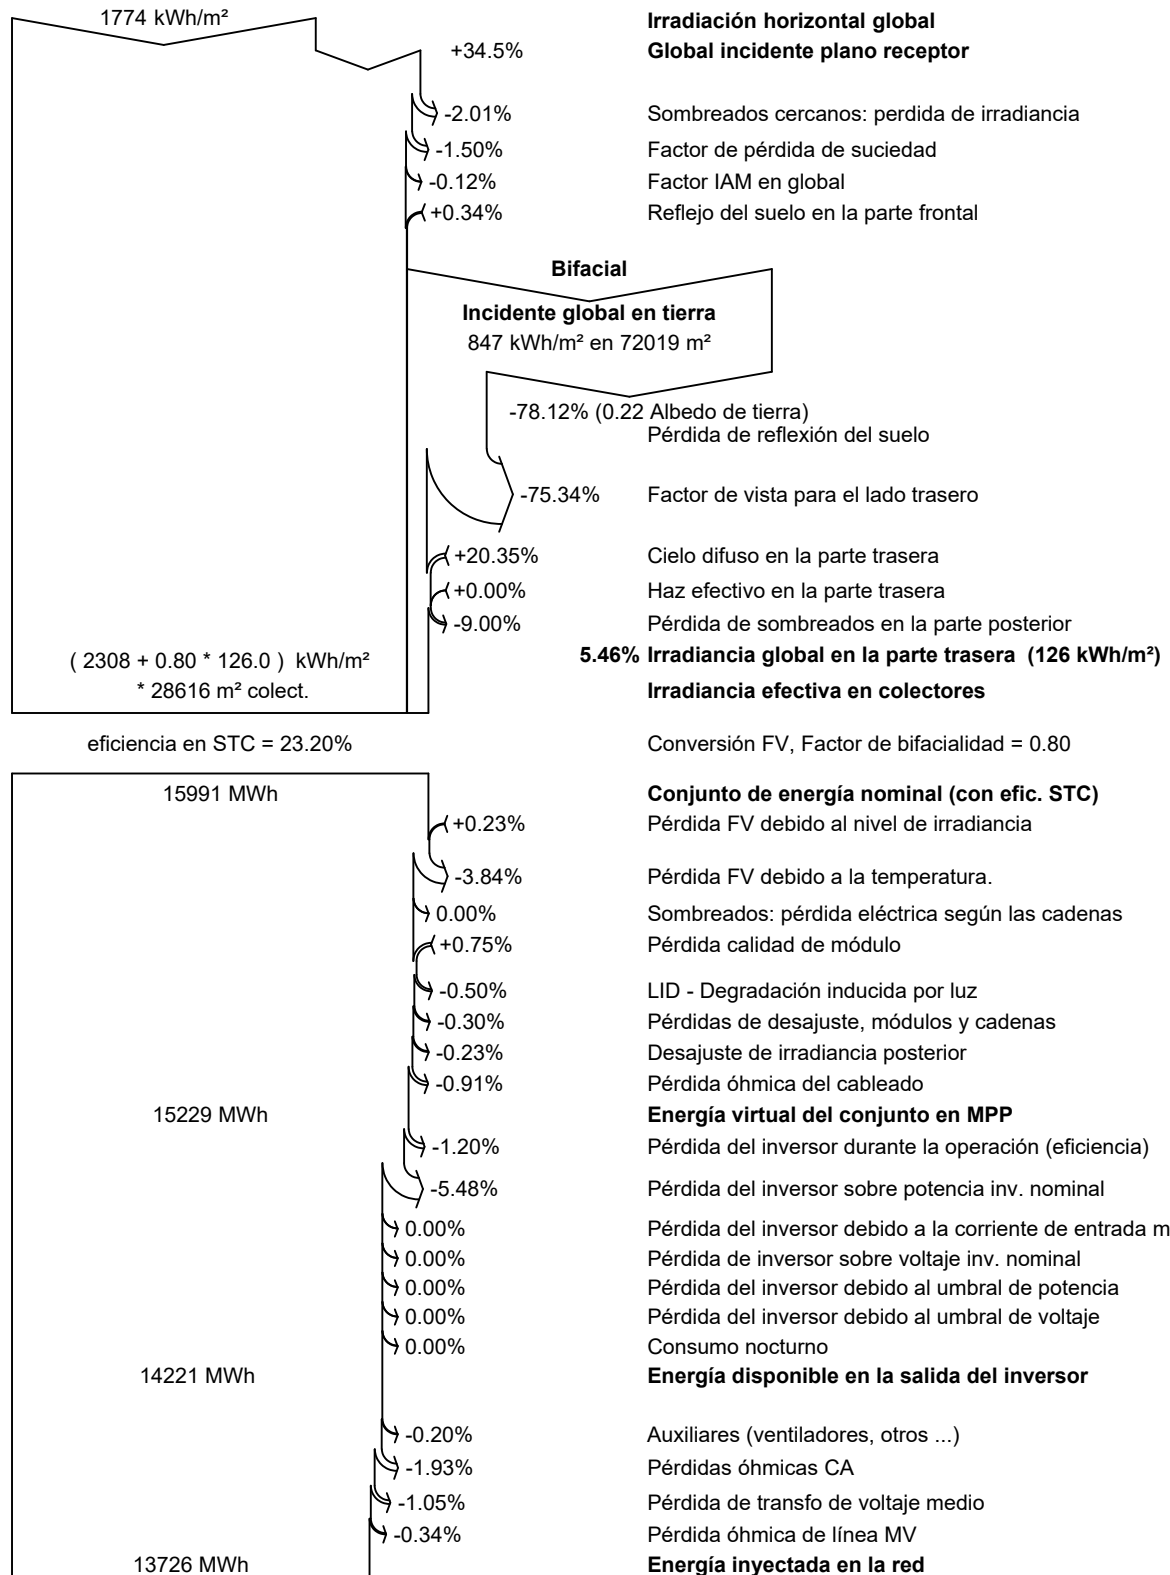 1774 kWh/m² Irradiación horizontal global
+34.5% Global incidente plano receptor
-2.01% Sombreados cercanos: perdida de irradiancia
-1.50% Factor de pérdida de suciedad
-0.12% Factor IAM en global
+0.34% Reflejo del suelo en la parte frontal
Bifacial
Incidente global en tierra
847 kWh/m² en 72019 m²
-78.12% (0.22 Albedo de tierra)
Pérdida de reflexión del suelo
-75.34% Factor de vista para el lado trasero
+20.35% Cielo difuso en la parte trasera
+0.00% Haz efectivo en la parte trasera
-9.00% Pérdida de sombreados en la parte posterior
( 2308 + 0.80 * 126.0 ) kWh/m² 5.46% Irradiancia global en la parte trasera (126 kWh/m²)
* 28616 m² colect. Irradiancia efectiva en colectores
eficiencia en STC = 23.20% Conversión FV, Factor de bifacialidad = 0.80
15991 MWh Conjunto de energía nominal (con efic. STC)
+0.23% Pérdida FV debido al nivel de irradiancia
-3.84% Pérdida FV debido a la temperatura.
0.00% Sombreados: pérdida eléctrica según las cadenas
+0.75% Pérdida calidad de módulo
-0.50% LID - Degradación inducida por luz
-0.30% Pérdidas de desajuste, módulos y cadenas
-0.23% Desajuste de irradiancia posterior
-0.91% Pérdida óhmica del cableado
15229 MWh Energía virtual del conjunto en MPP
-1.20% Pérdida del inversor durante la operación (eficiencia)
-5.48% Pérdida del inversor sobre potencia inv. nominal
0.00% Pérdida del inversor debido a la corriente de entrada m
0.00% Pérdida de inversor sobre voltaje inv. nominal
0.00% Pérdida del inversor debido al umbral de potencia
0.00% Pérdida del inversor debido al umbral de voltaje
0.00% Consumo nocturno
14221 MWh Energía disponible en la salida del inversor
-0.20% Auxiliares (ventiladores, otros ...)
-1.93% Pérdidas óhmicas CA
-1.05% Pérdida de transfo de voltaje medio
-0.34% Pérdida óhmica de línea MV
13726 MWh Energía inyectada en la red